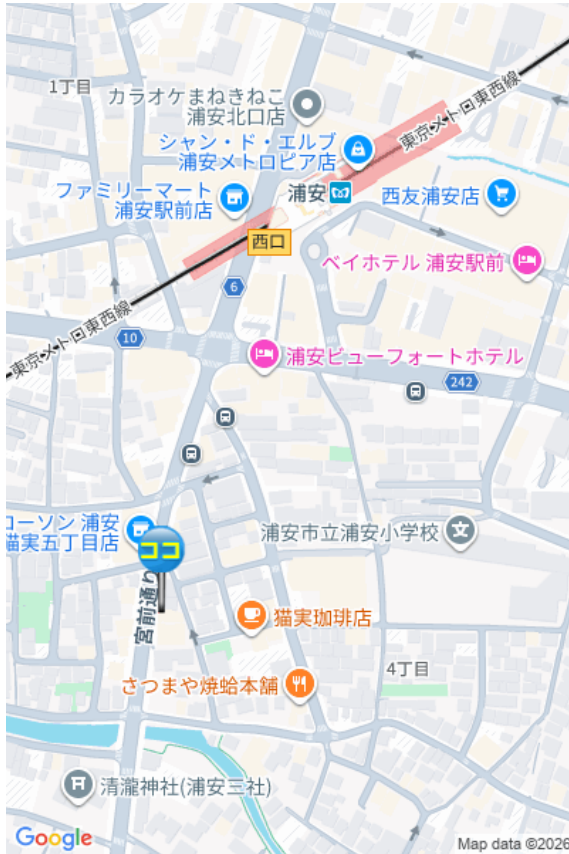 1丁目
カラオケまねきねこ
浦安北口店
東京メトロ東西線
シャン・ド・エルブ
浦安メトロピア店
ファミリーマート
浦安駅前店
浦安
西友浦安店
西口
ベイホテル 浦安駅前
6
東京メトロ東西線
10
浦安ビューフォートホテル
242
ローソン 浦安
猫実五丁目店
浦安市立浦安小学校
ココ
宮前通り
猫実珈琲店
4丁目
さつまや焼蛤本舗
清瀧神社(浦安三社)
Google
Map data ©2026